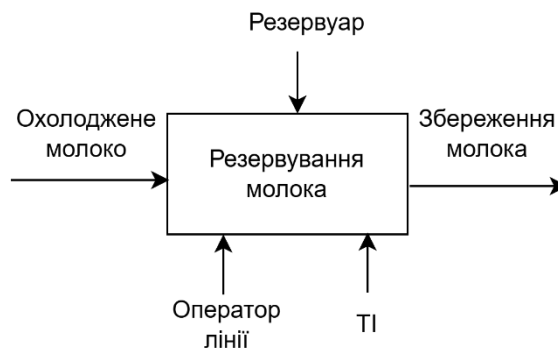 Резервуар
Охолоджене
молоко
Резервування
молока
Збереження
молока
Оператор
лінії
ТІ